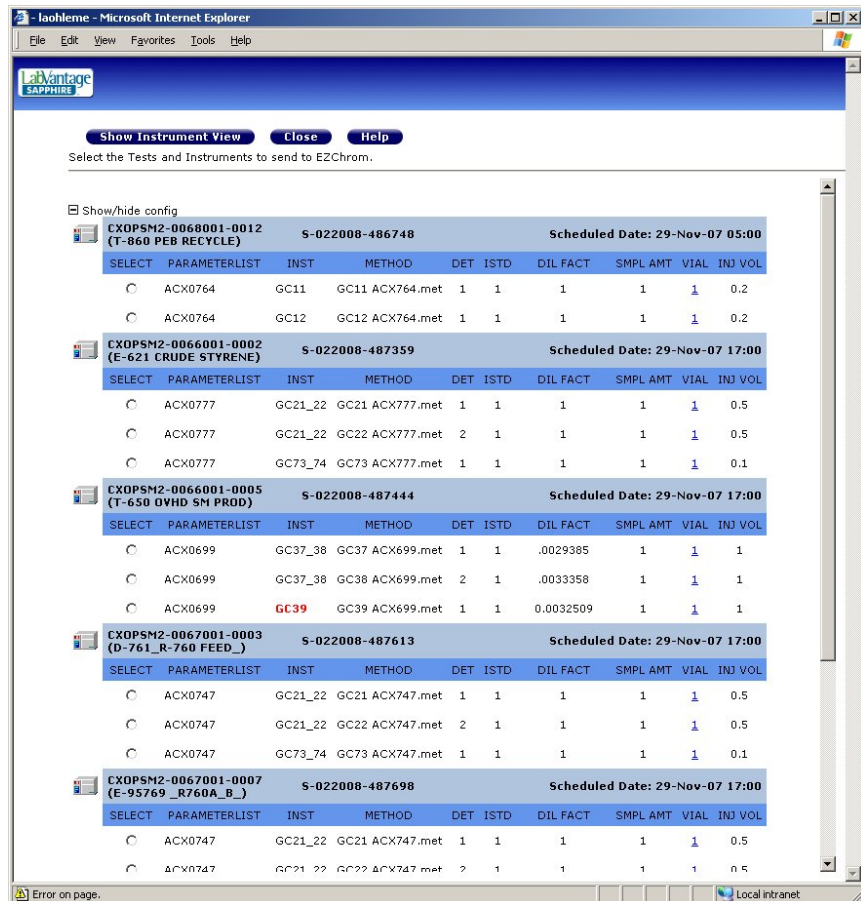 - laohleme - Microsoft Internet Explorer
File Edit View Favorites Tools Help
LabVantage
SAPPHIRE
Show Instrument View Close Help
Select the Tests and Instruments to send to EZChrom.
Show/hide config
CXOPSM2-0068001-0012 S-022008-486748 Scheduled Date: 29-Nov-07 05:00
(T-860 PEB RECYCLE)
SELECT PARAMETERLIST INST METHOD DET ISTD DIL FACT SMPL AMT VIAL INJ VOL
ACX0764 GC11 GC11 ACX764.met 1 1 1 1 1 0.2
ACX0764 GC12 GC12 ACX764.met 1 1 1 1 1 0.2
CXOPSM2-0066001-0002 S-022008-487359 Scheduled Date: 29-Nov-07 17:00
(E-621 CRUDE STYRENE)
SELECT PARAMETERLIST INST METHOD DET ISTD DIL FACT SMPL AMT VIAL INJ VOL
ACX0777 GC21_22 GC21 ACX777.met 1 1 1 1 1 0.5
ACX0777 GC21_22 GC22 ACX777.met 2 1 1 1 1 0.5
ACX0777 GC73_74 GC73 ACX777.met 1 1 1 1 1 0.1
CXOPSM2-0066001-0005 S-022008-487444 Scheduled Date: 29-Nov-07 17:00
(T-650 OVHD SM PROD)
SELECT PARAMETERLIST INST METHOD DET ISTD DIL FACT SMPL AMT VIAL INJ VOL
ACX0699 GC37_38 GC37 ACX699.met 1 1 .0029385 1 1 1
ACX0699 GC37_38 GC38 ACX699.met 2 1 .0033358 1 1 1
ACX0699 GC39 GC39 ACX699.met 1 1 0.0032509 1 1 1
CXOPSM2-0067001-0003 S-022008-487613 Scheduled Date: 29-Nov-07 17:00
(D-761_R-760 FEED_)
SELECT PARAMETERLIST INST METHOD DET ISTD DIL FACT SMPL AMT VIAL INJ VOL
ACX0747 GC21_22 GC21 ACX747.met 1 1 1 1 1 0.5
ACX0747 GC21_22 GC22 ACX747.met 2 1 1 1 1 0.5
ACX0747 GC73_74 GC73 ACX747.met 1 1 1 1 1 0.1
CXOPSM2-0067001-0007 S-022008-487698 Scheduled Date: 29-Nov-07 17:00
(E-95769 _R760A_B_)
SELECT PARAMETERLIST INST METHOD DET ISTD DIL FACT SMPL AMT VIAL INJ VOL
ACX0747 GC21_22 GC21 ACX747.met 1 1 1 1 1 0.5
ACX0747 GC21_22 GC22 ACX747.met 2 1 1 1 1 0.5
Error on page. Local intranet